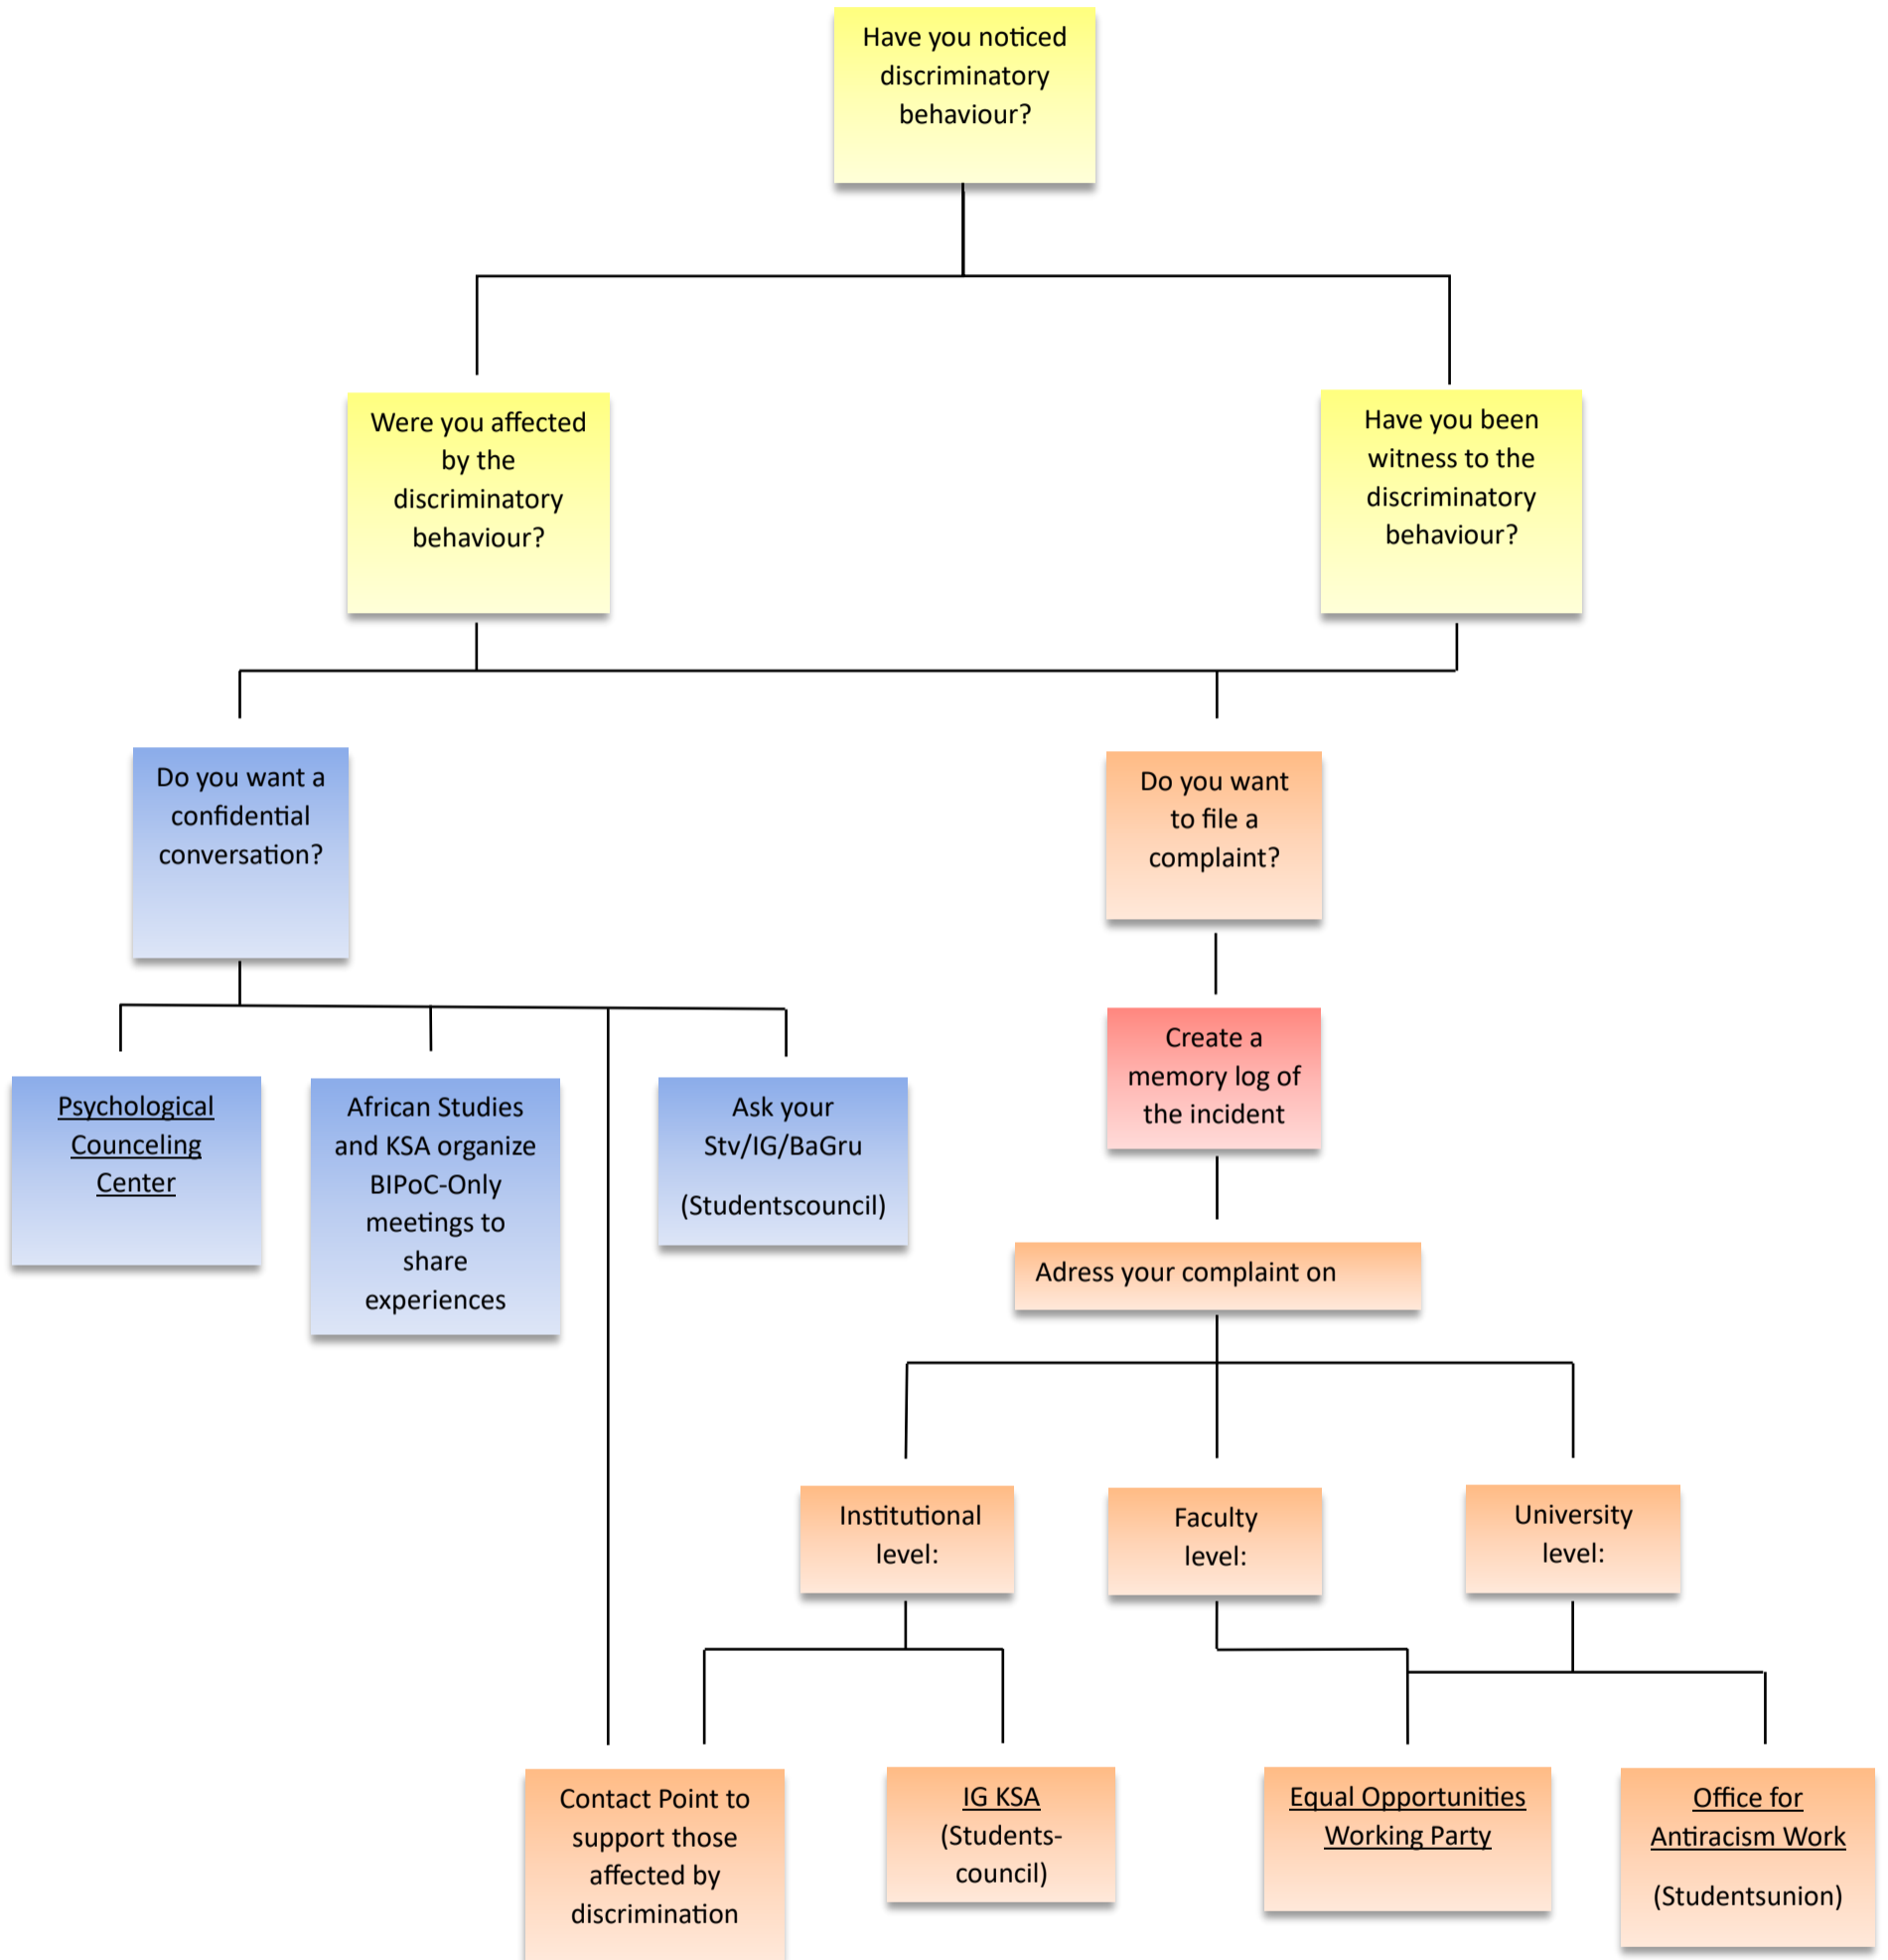 Have you noticed
discriminatory
behaviour?
Were you affected
by the
discriminatory
behaviour?
Have you been
witness to the
discriminatory
behaviour?
Do you want a
confidential
conversation?
Do you want
to file a
complaint?
Psychological
Counceling
Center
African Studies
and KSA organize
BIPoC-Only
meetings to
share
experiences
Ask your
Stv/IG/BaGru
(Studentscouncil)
Create a
memory log of
the incident
Adress your complaint on
Institutional
level:
Faculty
level:
University
level:
Contact Point to
support those
affected by
discrimination
IG KSA
(Students-
council)
Equal Opportunities
Working Party
Office for
Antiracism Work
(Studentsunion)